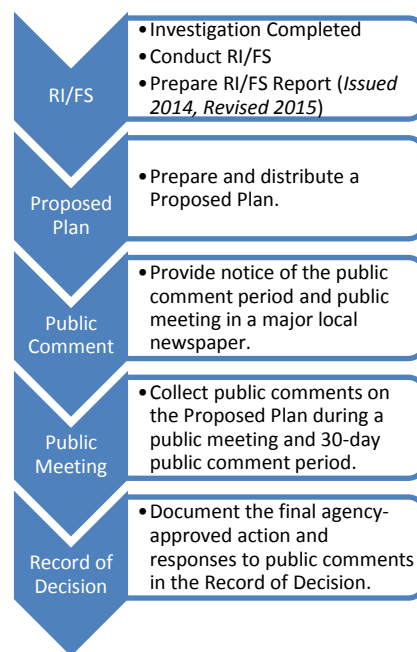 RI/FS
•Investigation Completed
•Conduct RI/FS
•Prepare RI/FS Report (Issued
2014, Revised 2015)
Proposed
Plan
•Prepare and distribute a
Proposed Plan.
Public
Comment
•Provide notice of the public
comment period and public
meeting in a major local
newspaper.
Public
Meeting
•Collect public comments on
the Proposed Plan during a
public meeting and 30-day
public comment period.
Record of
Decision
•Document the final agency-
approved action and
responses to public comments
in the Record of Decision.